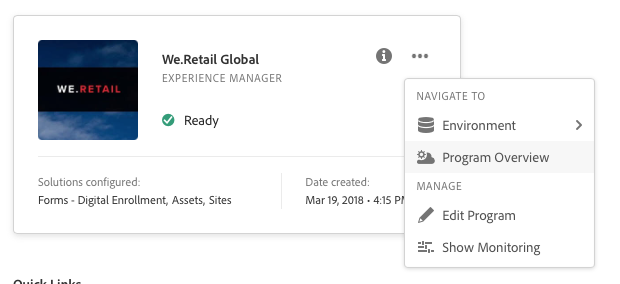 WE.RETAIL
We.Retail Global
EXPERIENCE MANAGER
Ready
Solutions configured:
Forms - Digital Enrollment, Assets, Sites
Date created:
Mar 19, 2018 • 4:15
NAVIGATE TO
Environment
Program Overview
MANAGE
Edit Program
Show Monitoring
Quick Links